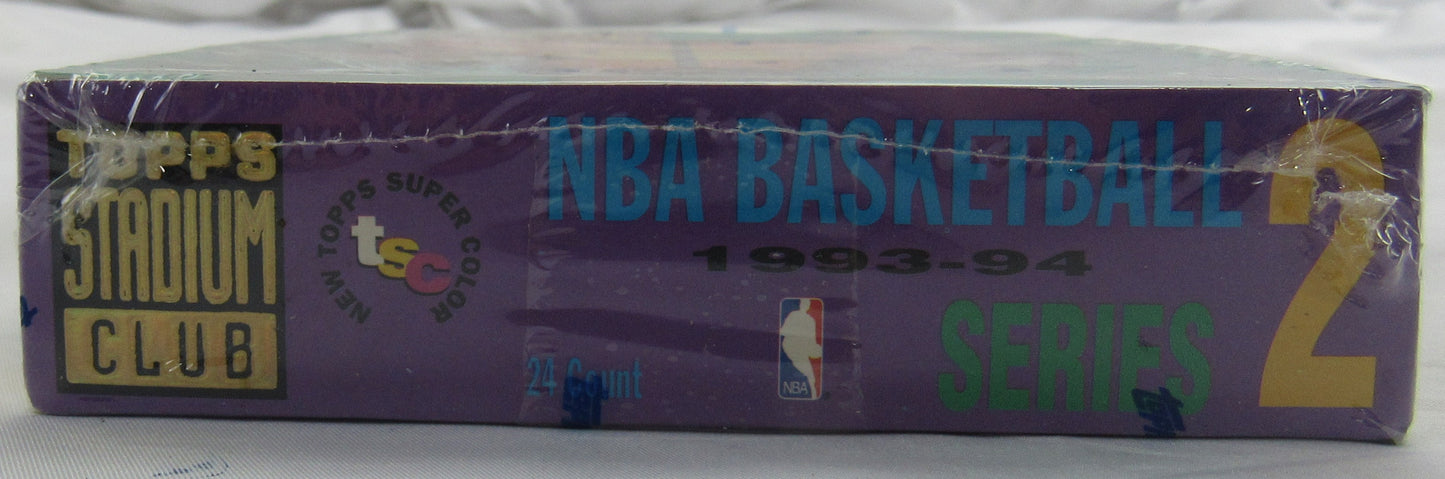 TOPPS
STADIUM
CLUB
NEW TOPPS SUPER COLOR
tsc
NBA BASKETBALL
1993-94
SERIES
2
24 Count
NBA